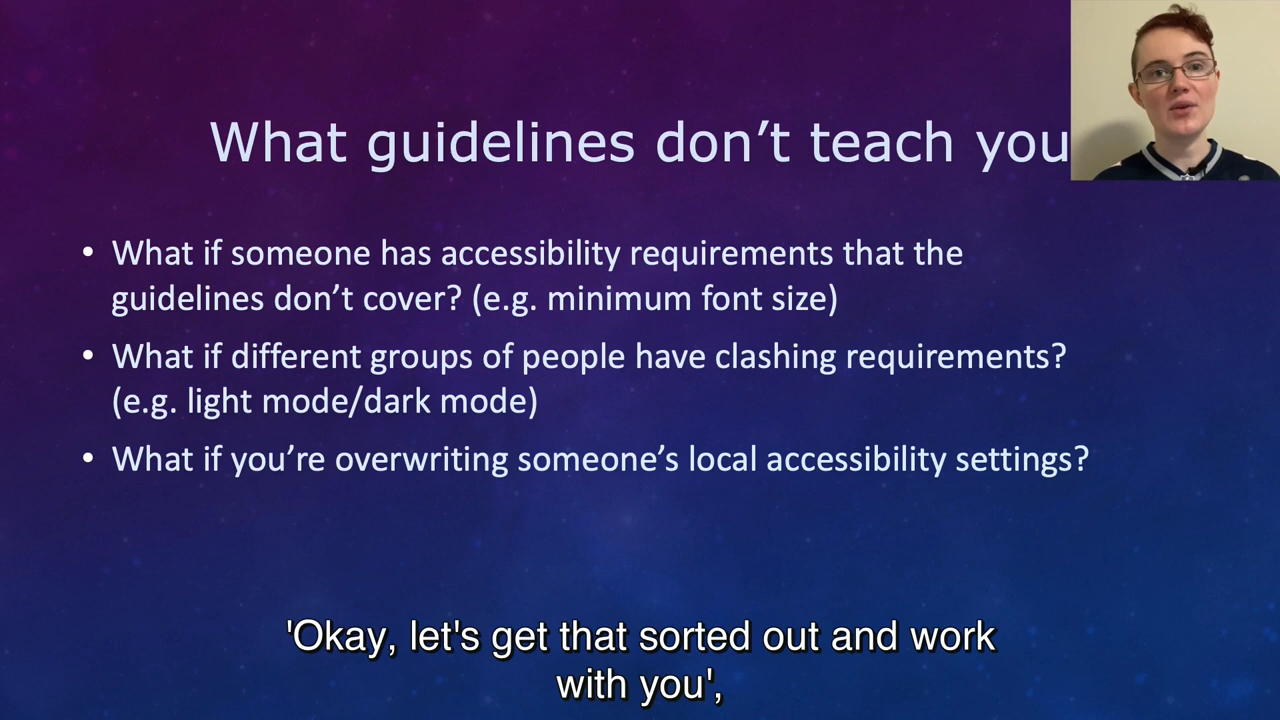 What guidelines don’t teach you
• What if someone has accessibility requirements that the
guidelines don’t cover? (e.g. minimum font size)
• What if different groups of people have clashing requirements?
(e.g. light mode/dark mode)
• What if you’re overwriting someone’s local accessibility settings?
'Okay, let's get that sorted out and work
with you',